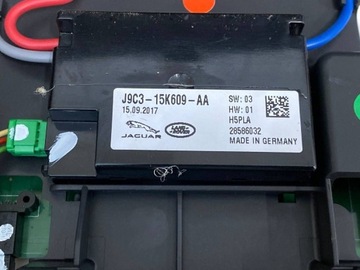 J9C3-15K609-AA
SW: 03
15.09.2017
HW: 01
H5PLA
28586032
JAGUAR
LAND ROVER
MADE IN GERMANY